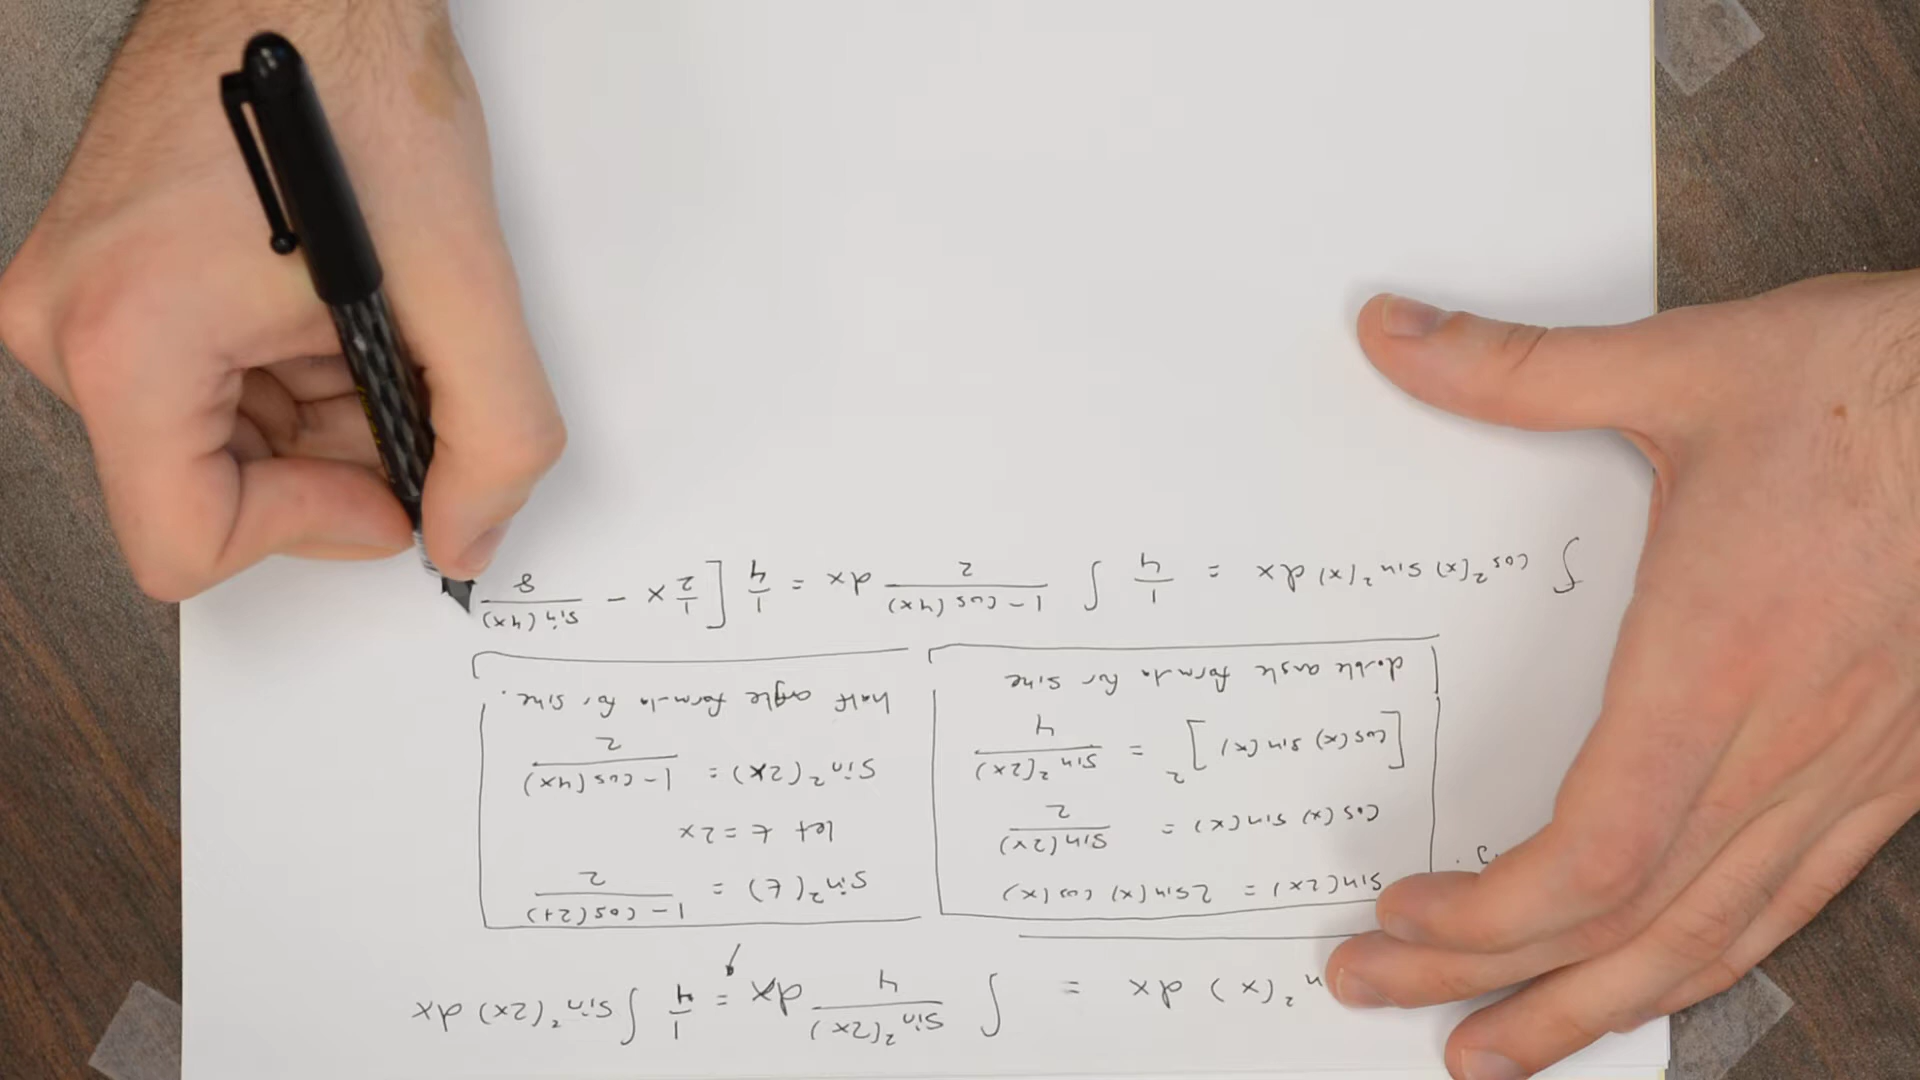 n²(x) dx = ∫ sin²(2x)/4 dx = 1/4 ∫ sin²(2x) dx
sin(2x) = 2sin(x) cos(x)
cos(x) sin(x) = sin(2x)/2
[cos(x) sin(x)]² = sin²(2x)/4
double angle formula for sine
sin²(t) = 1 - cos(2t)/2
let t = 2x
sin²(2x) = 1 - cos(4x)/2
half angle formula for sine.
∫ cos²(x) sin²(x) dx = 1/4 ∫ 1 - cos(4x)/2 dx = 1/4 [1/2 x - sin(4x)/8